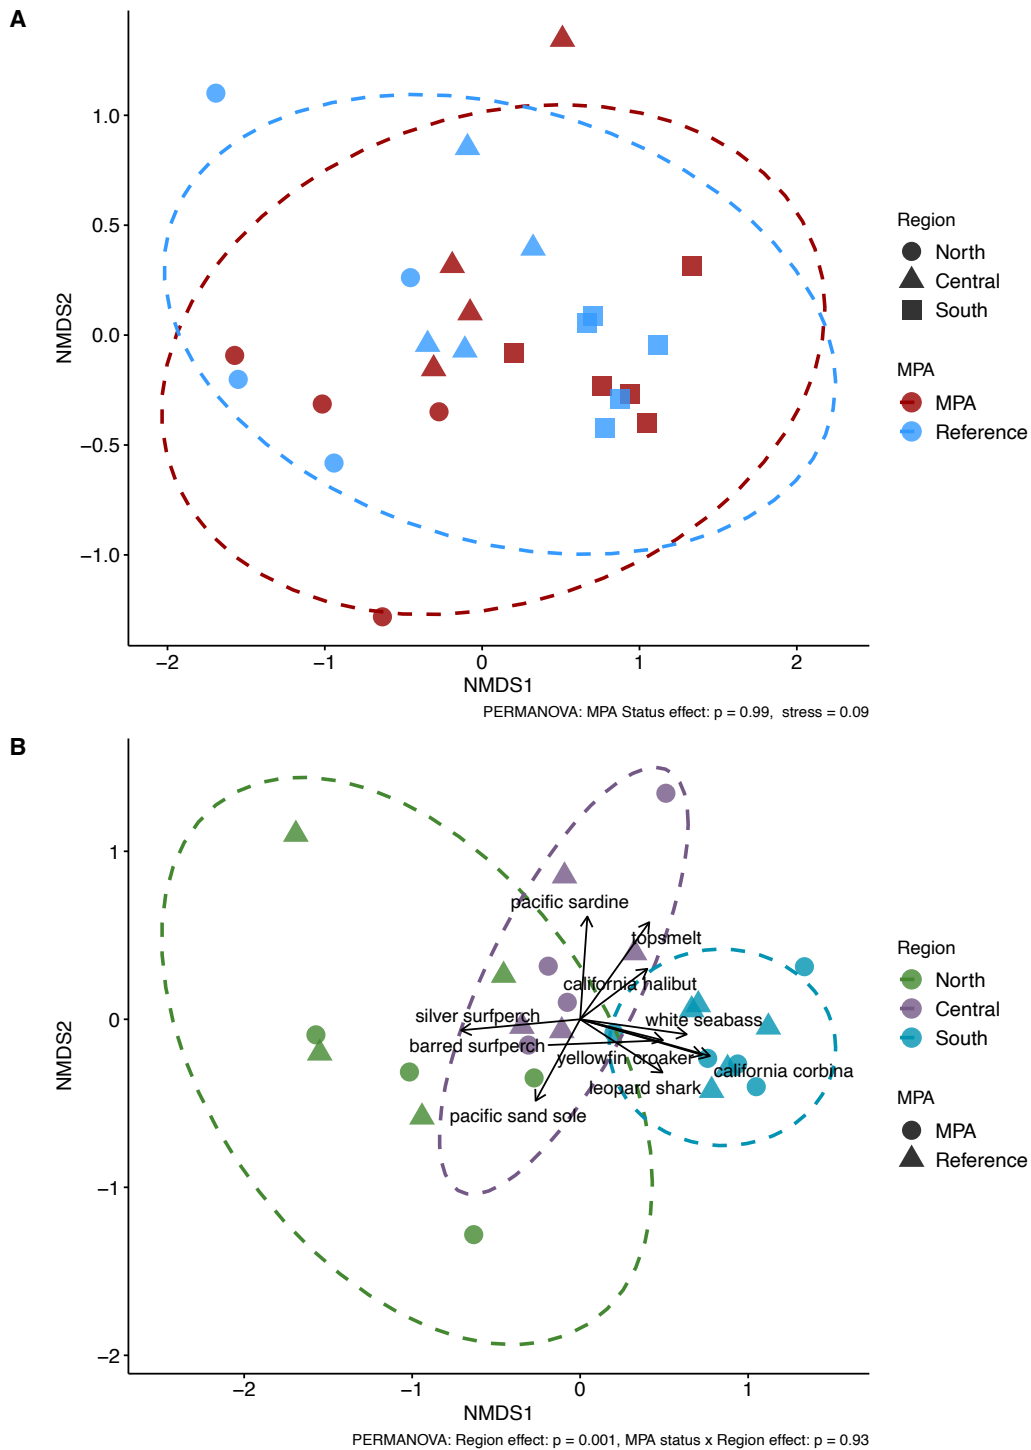 A
1.0
0.5
0.0
−0.5
−1.0
NMDS2
−2 −1 0 1 2
NMDS1
PERMANOVA: MPA Status effect: p = 0.99, stress = 0.09
Region
North
Central
South
MPA
MPA
Reference
B
1
0
−1
−2
NMDS2
pacific sardine
topsmelt
california halibut
silver surfperch
white seabass
barred surfperch
yellowfin croaker
california corbina
leopard shark
pacific sand sole
−2 −1 0 1
NMDS1
PERMANOVA: Region effect: p = 0.001, MPA status x Region effect: p = 0.93
Region
North
Central
South
MPA
MPA
Reference